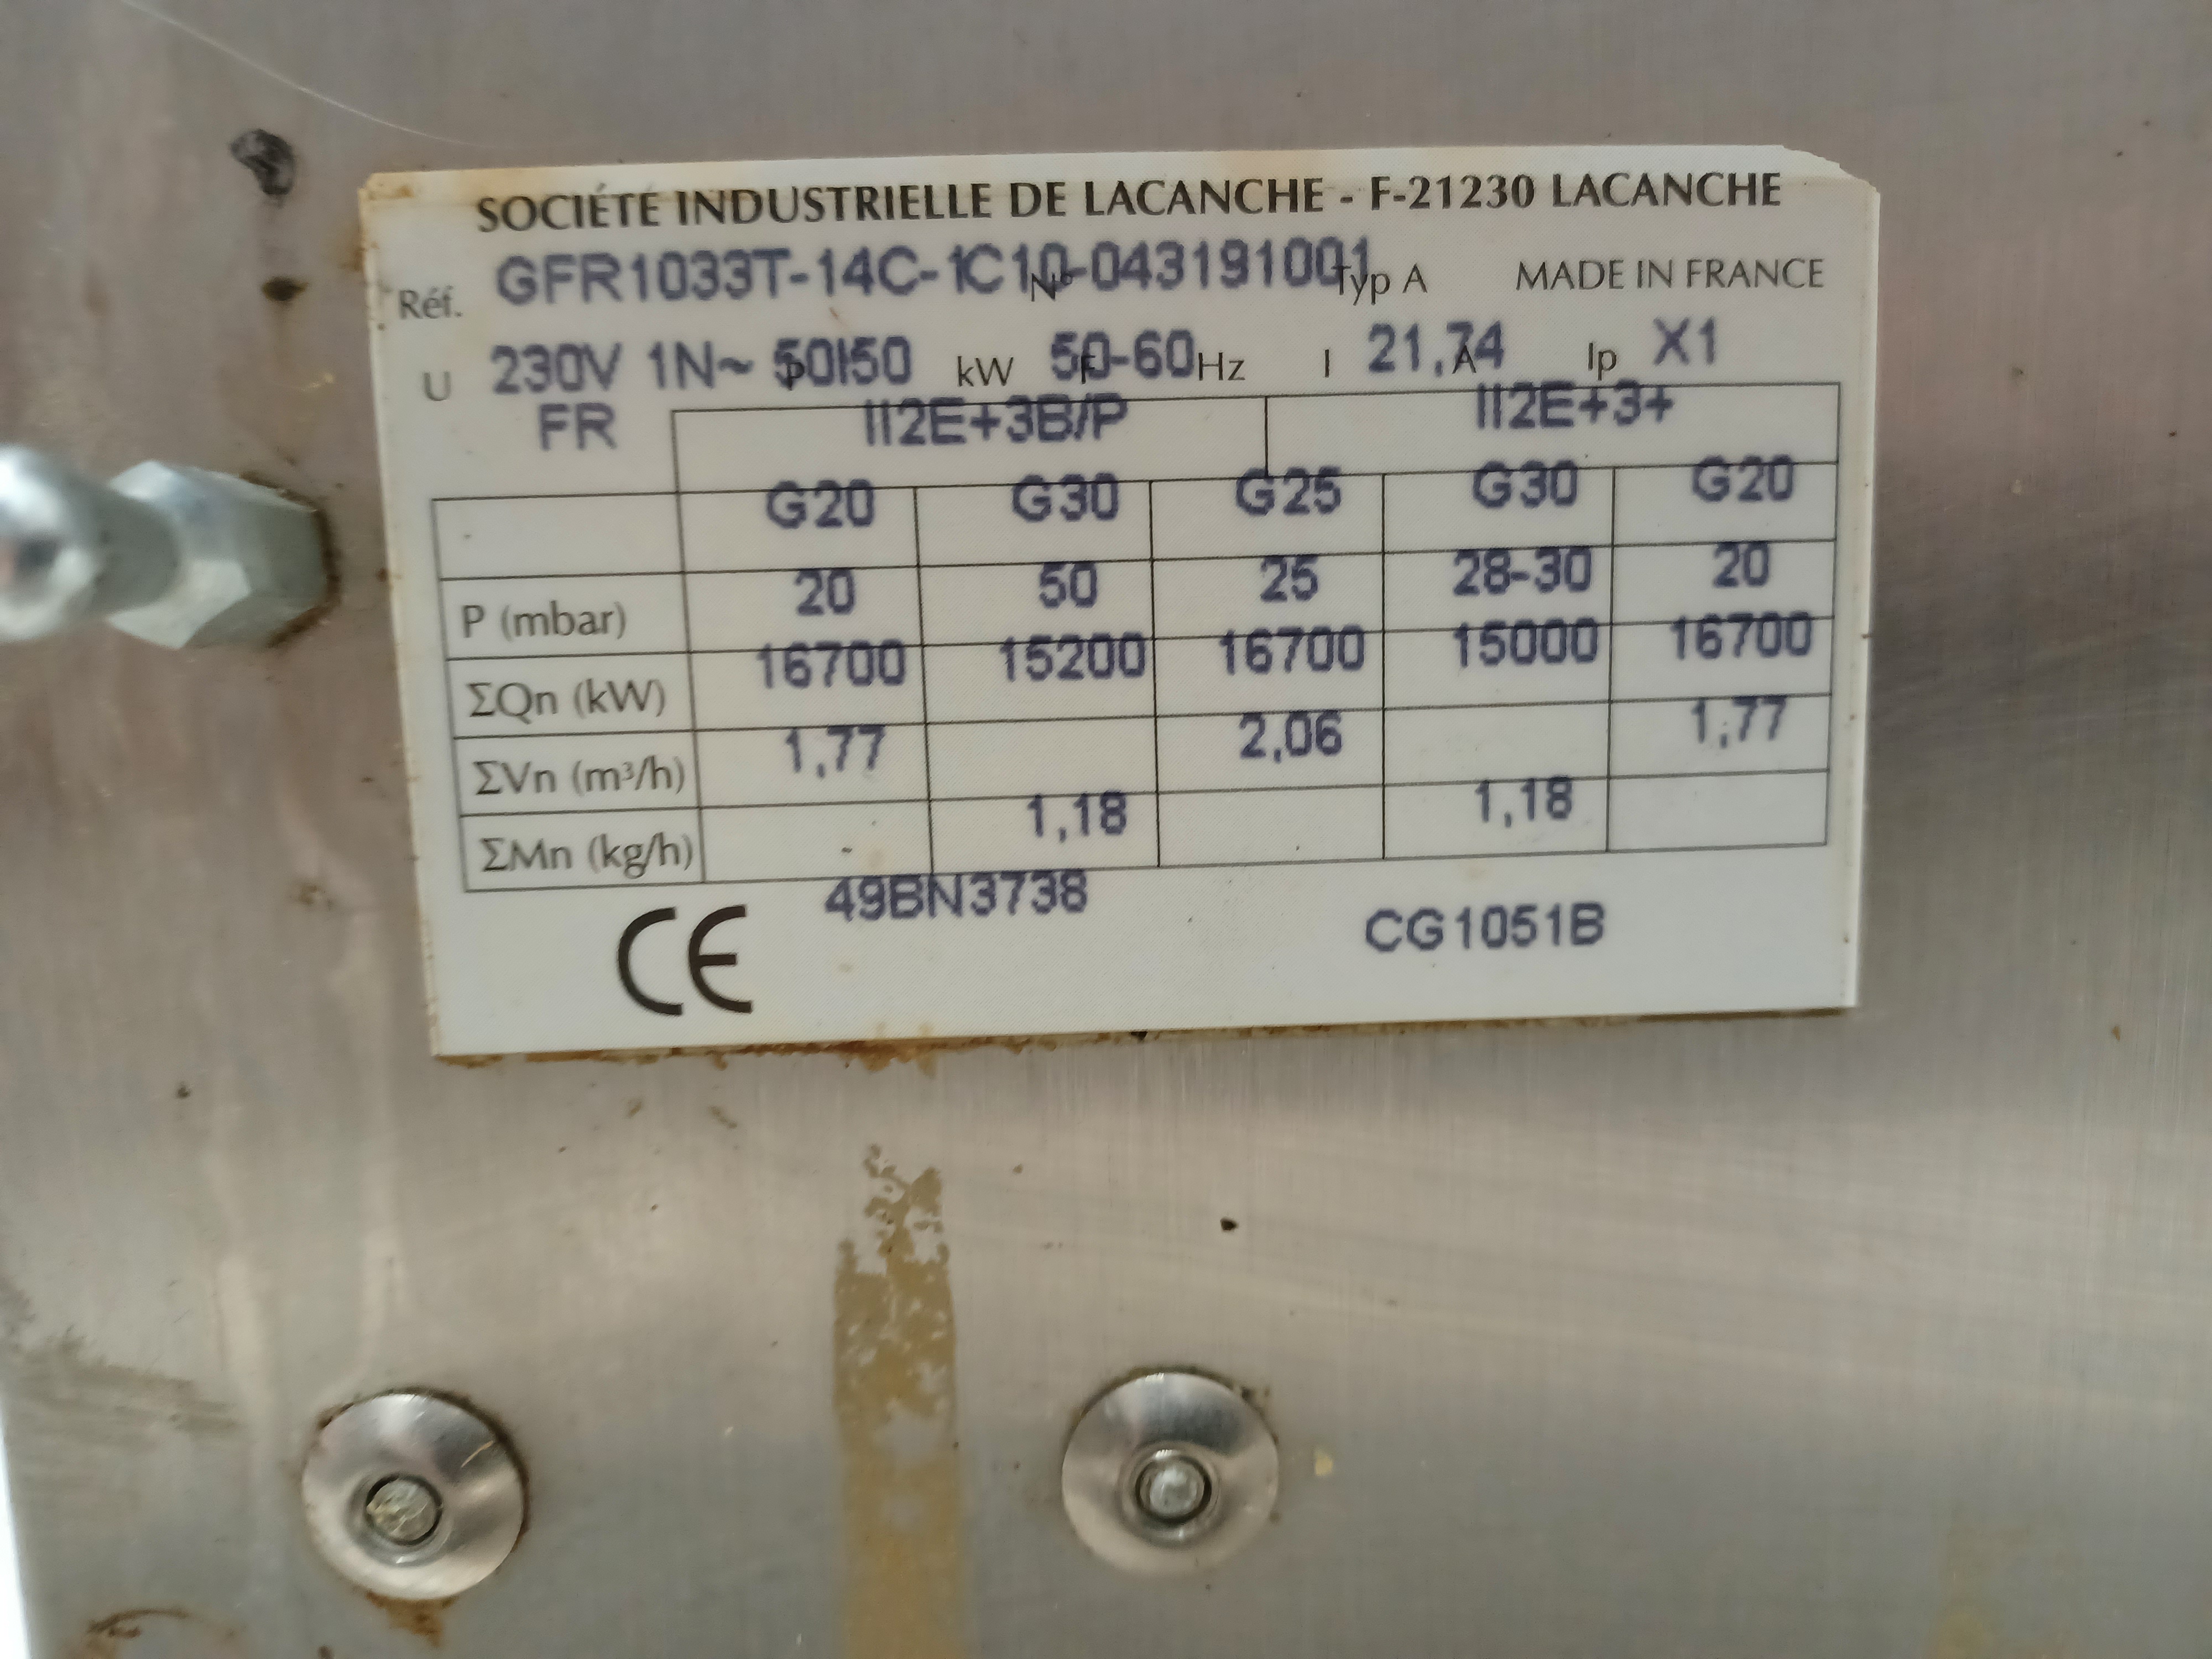 SOCIÉTÉ INDUSTRIELLE DE LACANCHE - F-21230 LACANCHE
Réf. GFR1033T-14C-1C10-043191001 N° Typ A MADE IN FRANCE
U 230V 1N~ P 50I50 kW F 50-60 Hz I 21,74 A Ip X1
FR II2E+3B/P II2E+3+
G20 G30 G25 G30 G20
P (mbar) 20 50 25 28-30 20
ΣQn (kW) 16700 15200 16700 15000 16700
ΣVn (m³/h) 1,77 2,06 1,77
ΣMn (kg/h) 1,18 1,18
CE 49BN3738 CG1051B